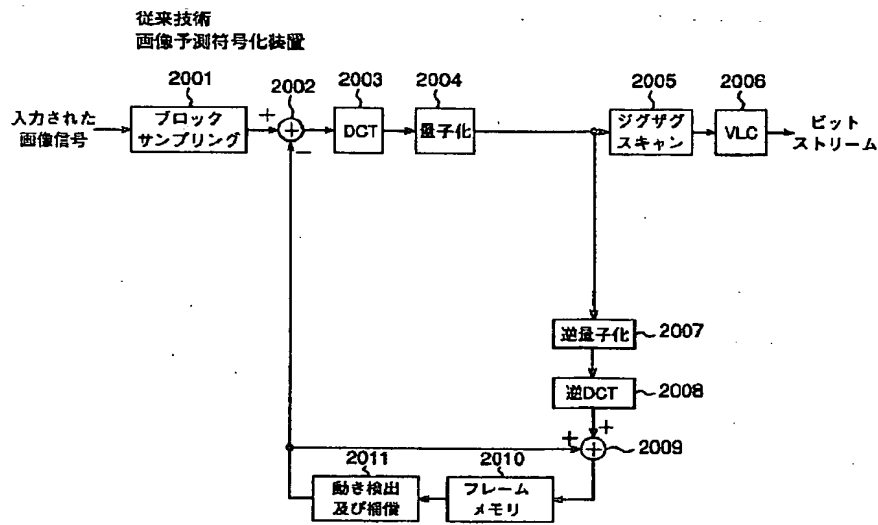 従来技術
画像予測符号化装置
2001
2002
2003
2004
2005
2006
入力された
画像信号
ブロック
サンプリング
+
+
−
DCT
量子化
ジグザグ
スキャン
VLC
ビット
ストリーム
逆量子化
2007
逆DCT
2008
+
+
+
2009
2011
2010
動き検出
及び補償
フレーム
メモリ